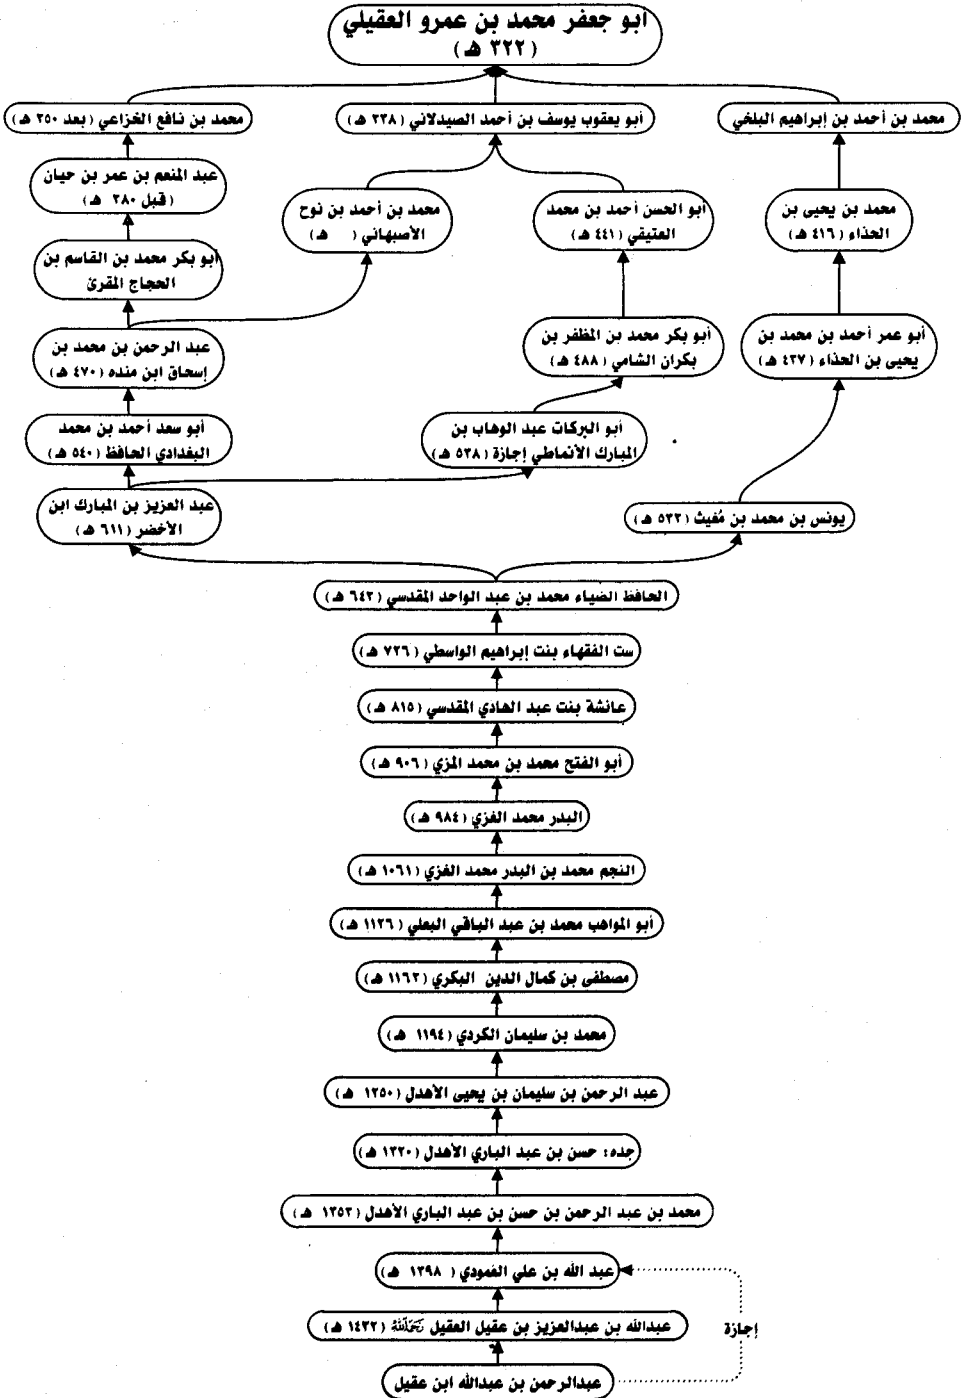 ابو جعفر محمد بن عمرو العقيلي
(٣٢٢ هـ)
محمد بن أحمد بن إبراهيم البلخي
أبو يعقوب يوسف بن أحمد الصيدلاني (٣٣٨ هـ)
محمد بن نافع الخزاعي (بعد ٣٥٠ هـ)
عبد المنعم بن عمر بن حيان
(قبل ٣٨٠ هـ)
محمد بن يحيى بن
الحذاء (٤١٦ هـ)
أبو الحسن أحمد بن محمد
العتيقي (٤٤١ هـ)
محمد بن أحمد بن نوح
الأصبهاني ( هـ)
أبو بكر محمد بن القاسم بن
الحجاج المقرئ
أبو عمر أحمد بن محمد بن
يحيى بن الحذاء (٤٣٧ هـ)
أبو بكر محمد بن المظفر بن
بكران الشامي (٤٨٨ هـ)
عبد الرحمن بن محمد بن
إسحاق ابن منده (٤٧٠ هـ)
أبو البركات عبد الوهاب بن
المبارك الأنماطي إجازة (٥٣٨ هـ)
أبو سعد أحمد بن محمد
البغدادي الحافظ (٥٤٠ هـ)
يونس بن محمد بن مُغيث (٥٣٢ هـ)
عبد العزيز بن المبارك ابن
الأخضر (٦١١ هـ)
الحافظ الضياء محمد بن عبد الواحد المقدسي (٦٤٣ هـ)
ست الفقهاء بنت إبراهيم الواسطي (٧٢٦ هـ)
عائشة بنت عبد الهادي المقدسي (٨١٥ هـ)
أبو الفتح محمد بن محمد المزي (٩٠٦ هـ)
البدر محمد الغزي (٩٨٤ هـ)
النجم محمد بن البدر محمد الغزي (١٠٦١ هـ)
أبو المواهب محمد بن عبد الباقي البعلي (١١٢٦ هـ)
مصطفى بن كمال الدين البكري (١١٦٢ هـ)
محمد بن سليمان الكردي (١١٩٤ هـ)
عبد الرحمن بن سليمان بن يحيى الأهدل (١٢٥٠ هـ)
جده: حسن بن عبد الباري الأهدل (١٣٢٠ هـ)
محمد بن عبد الرحمن بن حسن بن عبد الباري الأهدل (١٣٥٢ هـ)
عبد الله بن علي العمودي ( ١٣٩٨ هـ)
عبدالله بن عبدالعزيز بن عقيل العقيل رَحِمَهُ ٱللَّهُ (١٤٣٢ هـ)
إجازة
عبدالرحمن بن عبدالله ابن عقيل